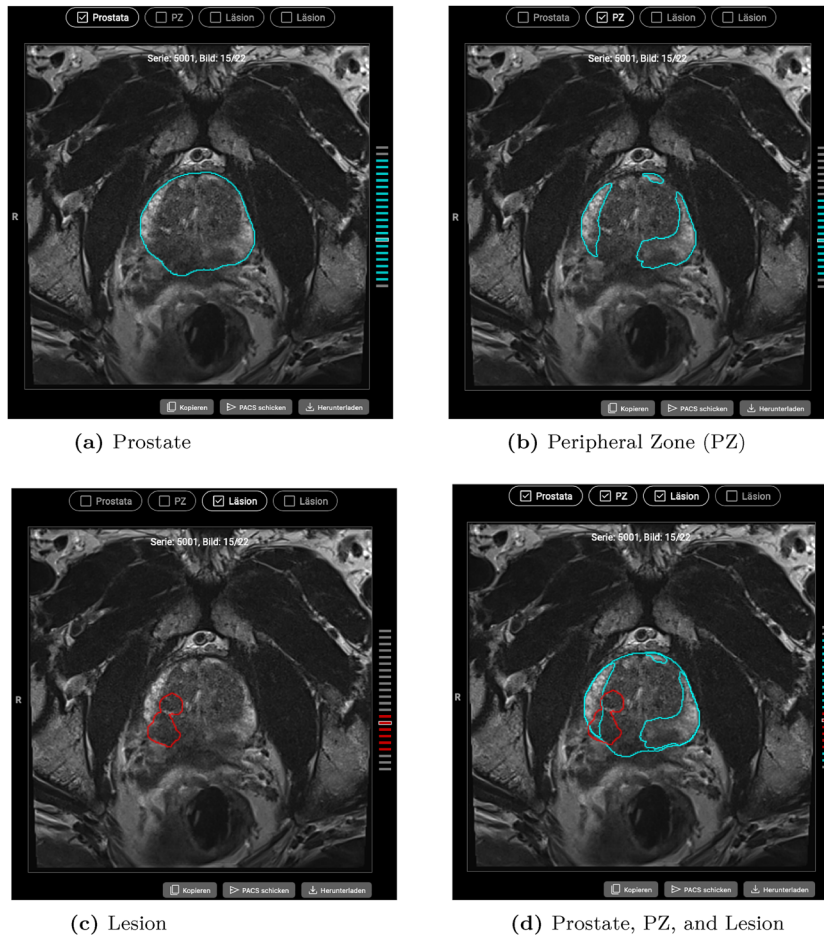 Prostata PZ Läsion Läsion
Serie: 5001, Bild: 15/22
R
Kopieren PACS schicken Herunterladen
(a) Prostate
Prostata PZ Läsion Läsion
Serie: 5001, Bild: 15/22
R
Kopieren PACS schicken Herunterladen
(b) Peripheral Zone (PZ)
Prostata PZ Läsion Läsion
Serie: 5001, Bild: 15/22
R
Kopieren PACS schicken Herunterladen
(c) Lesion
Prostata PZ Läsion Läsion
Serie: 5001, Bild: 15/22
R
Kopieren PACS schicken Herunterladen
(d) Prostate, PZ, and Lesion